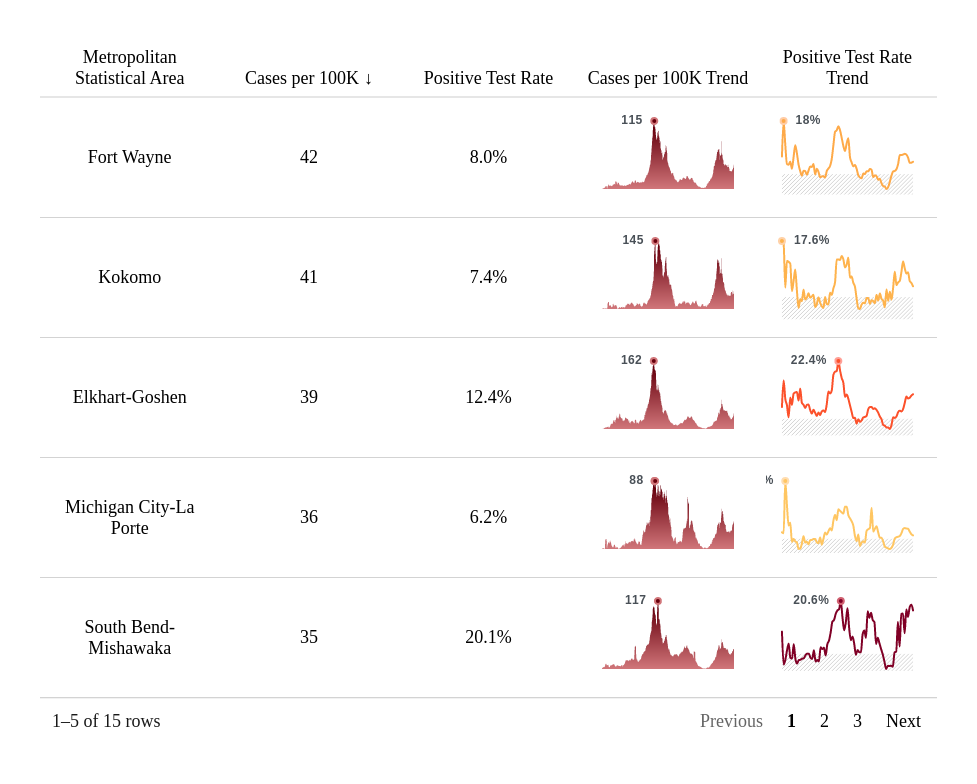 Metropolitan
Statistical Area
Cases per 100K ↓
Positive Test Rate
Cases per 100K Trend
Positive Test Rate
Trend
Fort Wayne
42
8.0%
115
18%
Kokomo
41
7.4%
145
17.6%
Elkhart-Goshen
39
12.4%
162
22.4%
Michigan City-La
Porte
36
6.2%
88
%
South Bend-
Mishawaka
35
20.1%
117
20.6%
1–5 of 15 rows
Previous 1 2 3 Next